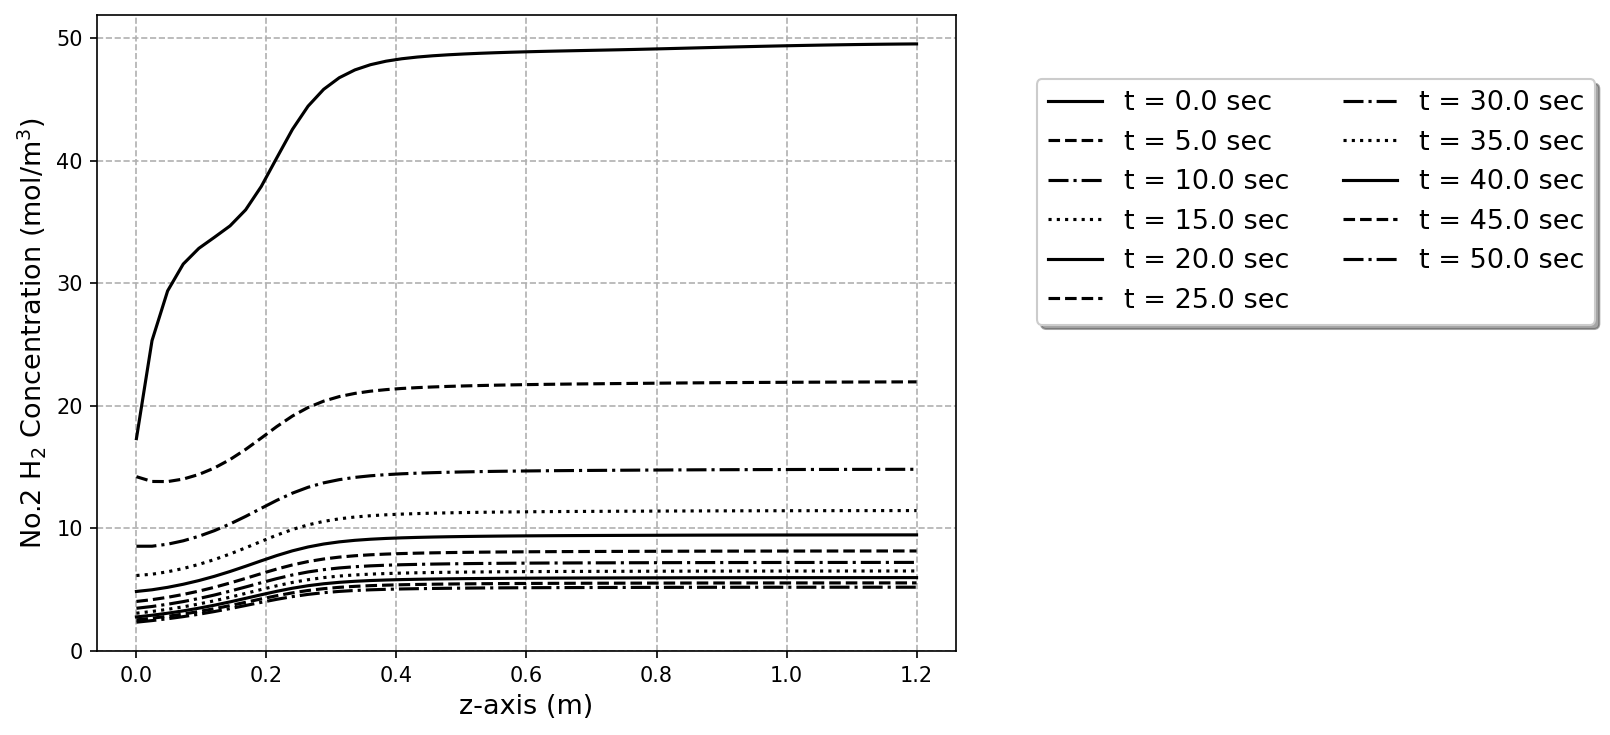 50
40
30
20
10
0
No.2 H₂ Concentration (mol/m³)
0.0 0.2 0.4 0.6 0.8 1.0 1.2
z-axis (m)
t = 0.0 sec
t = 5.0 sec
t = 10.0 sec
t = 15.0 sec
t = 20.0 sec
t = 25.0 sec
t = 30.0 sec
t = 35.0 sec
t = 40.0 sec
t = 45.0 sec
t = 50.0 sec